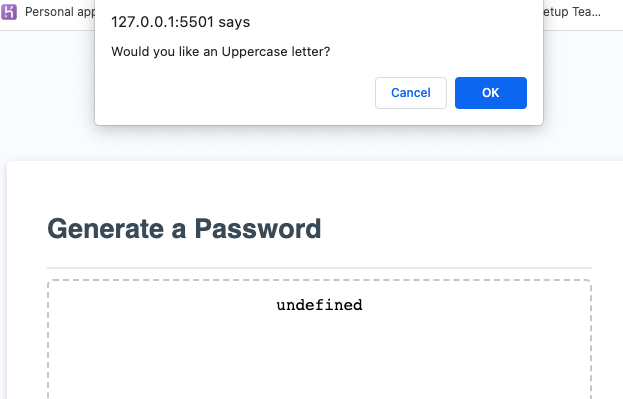 Personal app
etup Tea...
127.0.0.1:5501 says
Would you like an Uppercase letter?
Cancel
OK
Generate a Password
undefined